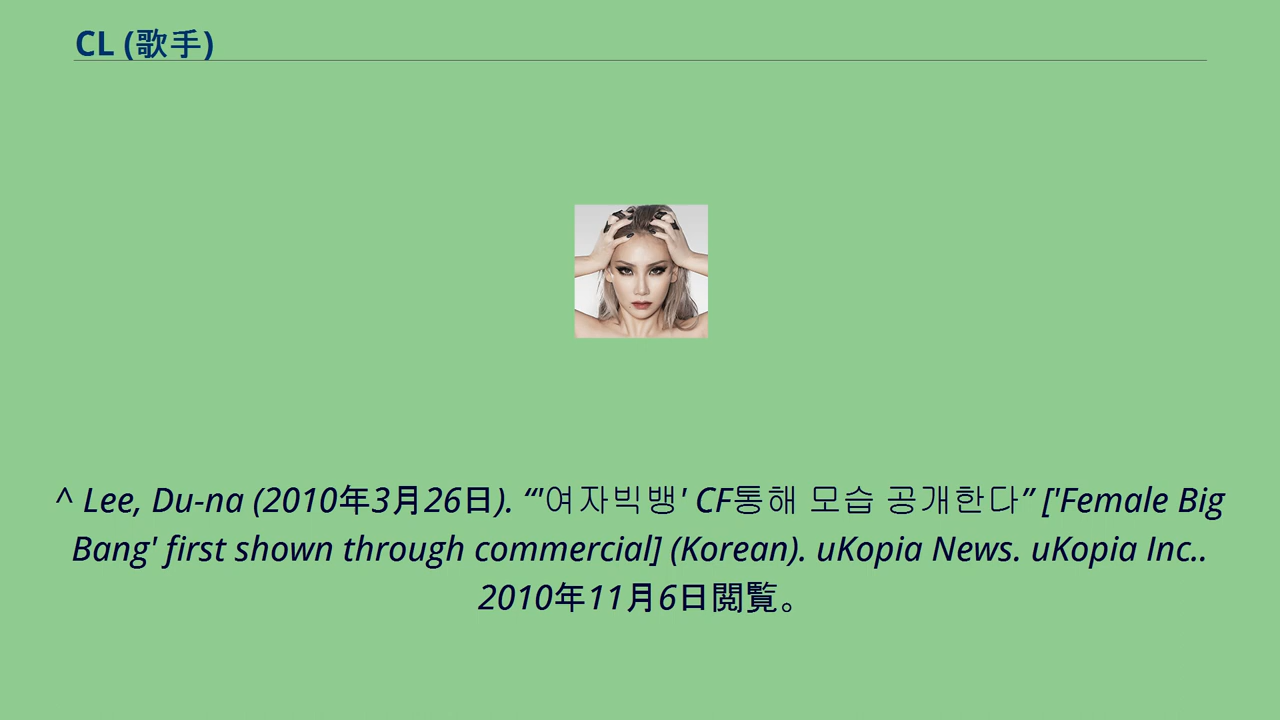 CL (歌手)
^ Lee, Du-na (2010年3月26日). “'여자빅뱅' CF통해 모습 공개한다” ['Female Big
Bang' first shown through commercial] (Korean). uKopia News. uKopia Inc..
2010年11月6日閲覧。